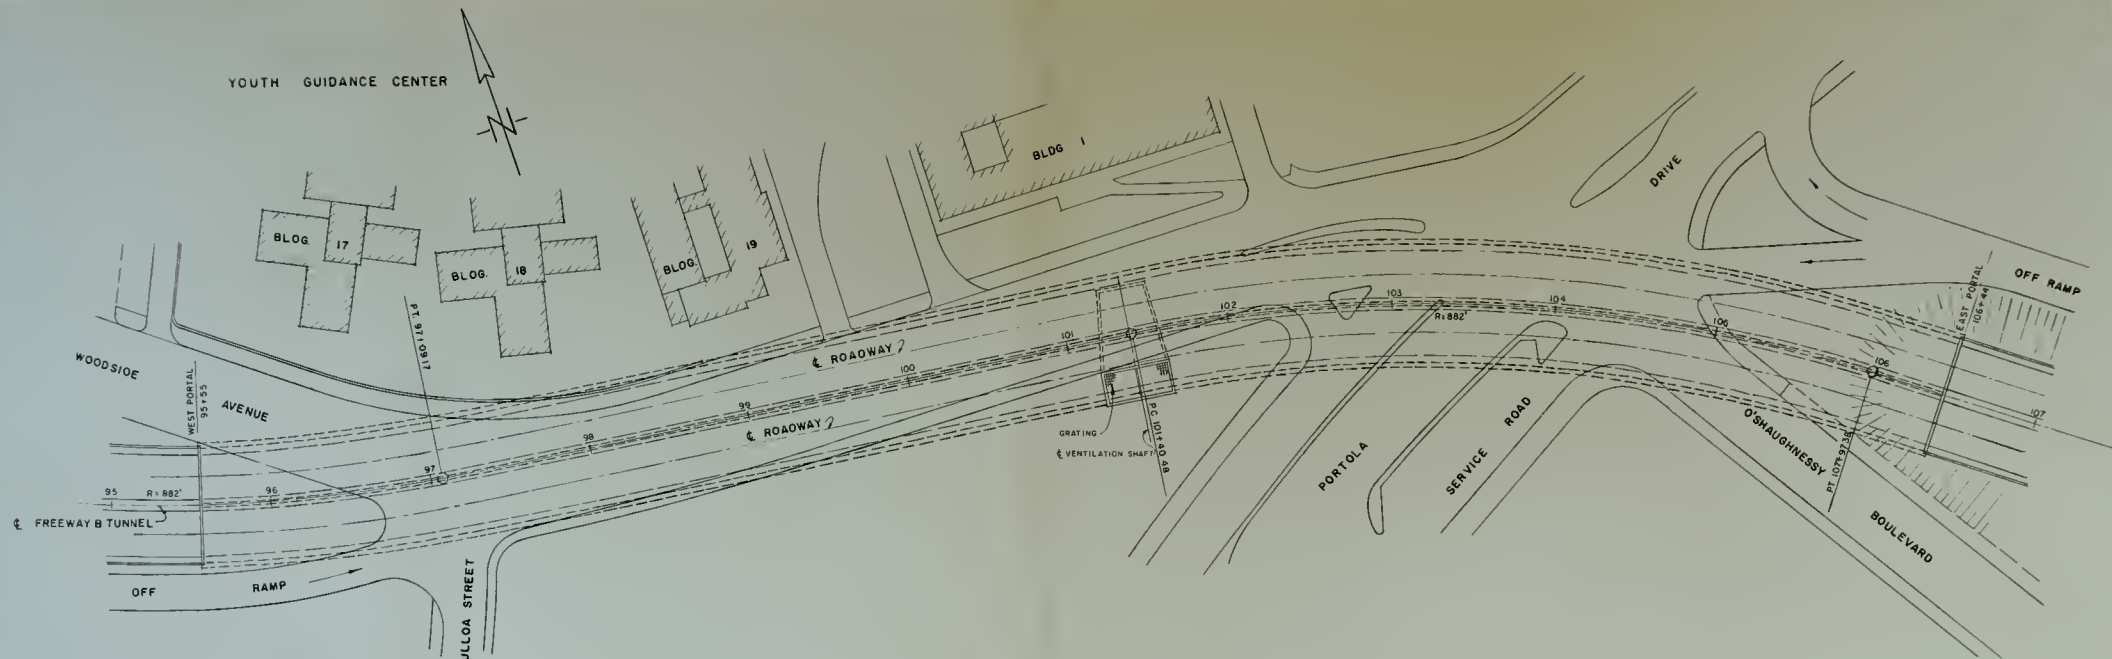 YOUTH GUIDANCE CENTER
N
BLDG 1
DRIVE
BLDG. 17
BLDG. 18
BLDG. 19
OFF RAMP
EAST PORTAL
106+44
WOODSIDE
AVENUE
WEST PORTAL
95+55
P.T. 97+09.17
℄ ROADWAY
℄ ROADWAY
95
96
97
98
99
100
101
102
103
104
105
106
107
R=882'
R=882'
℄ FREEWAY B TUNNEL
GRATING
℄ VENTILATION SHAFT
PC 101+40.48
PORTOLA
SERVICE ROAD
O'SHAUGHNESSY
BOULEVARD
OFF RAMP
ULLOA STREET